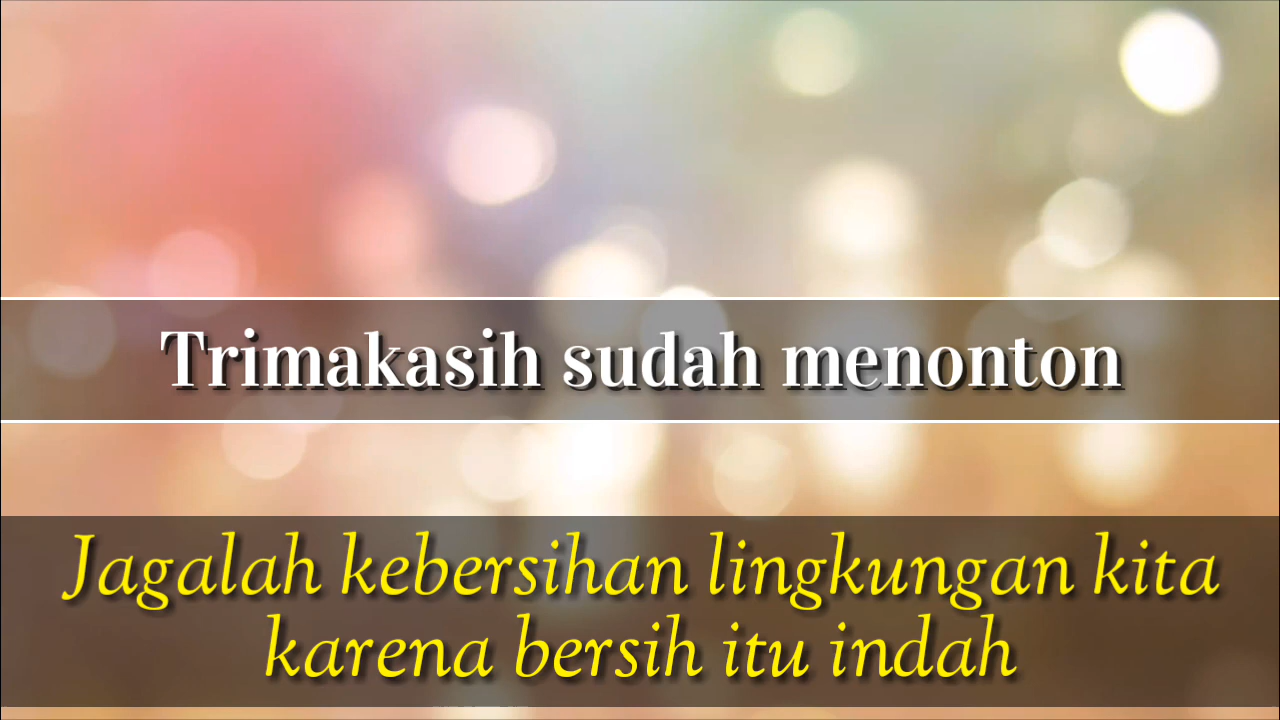 Trimakasih sudah menonton
Jagalah kebersihan lingkungan kita
karena bersih itu indah